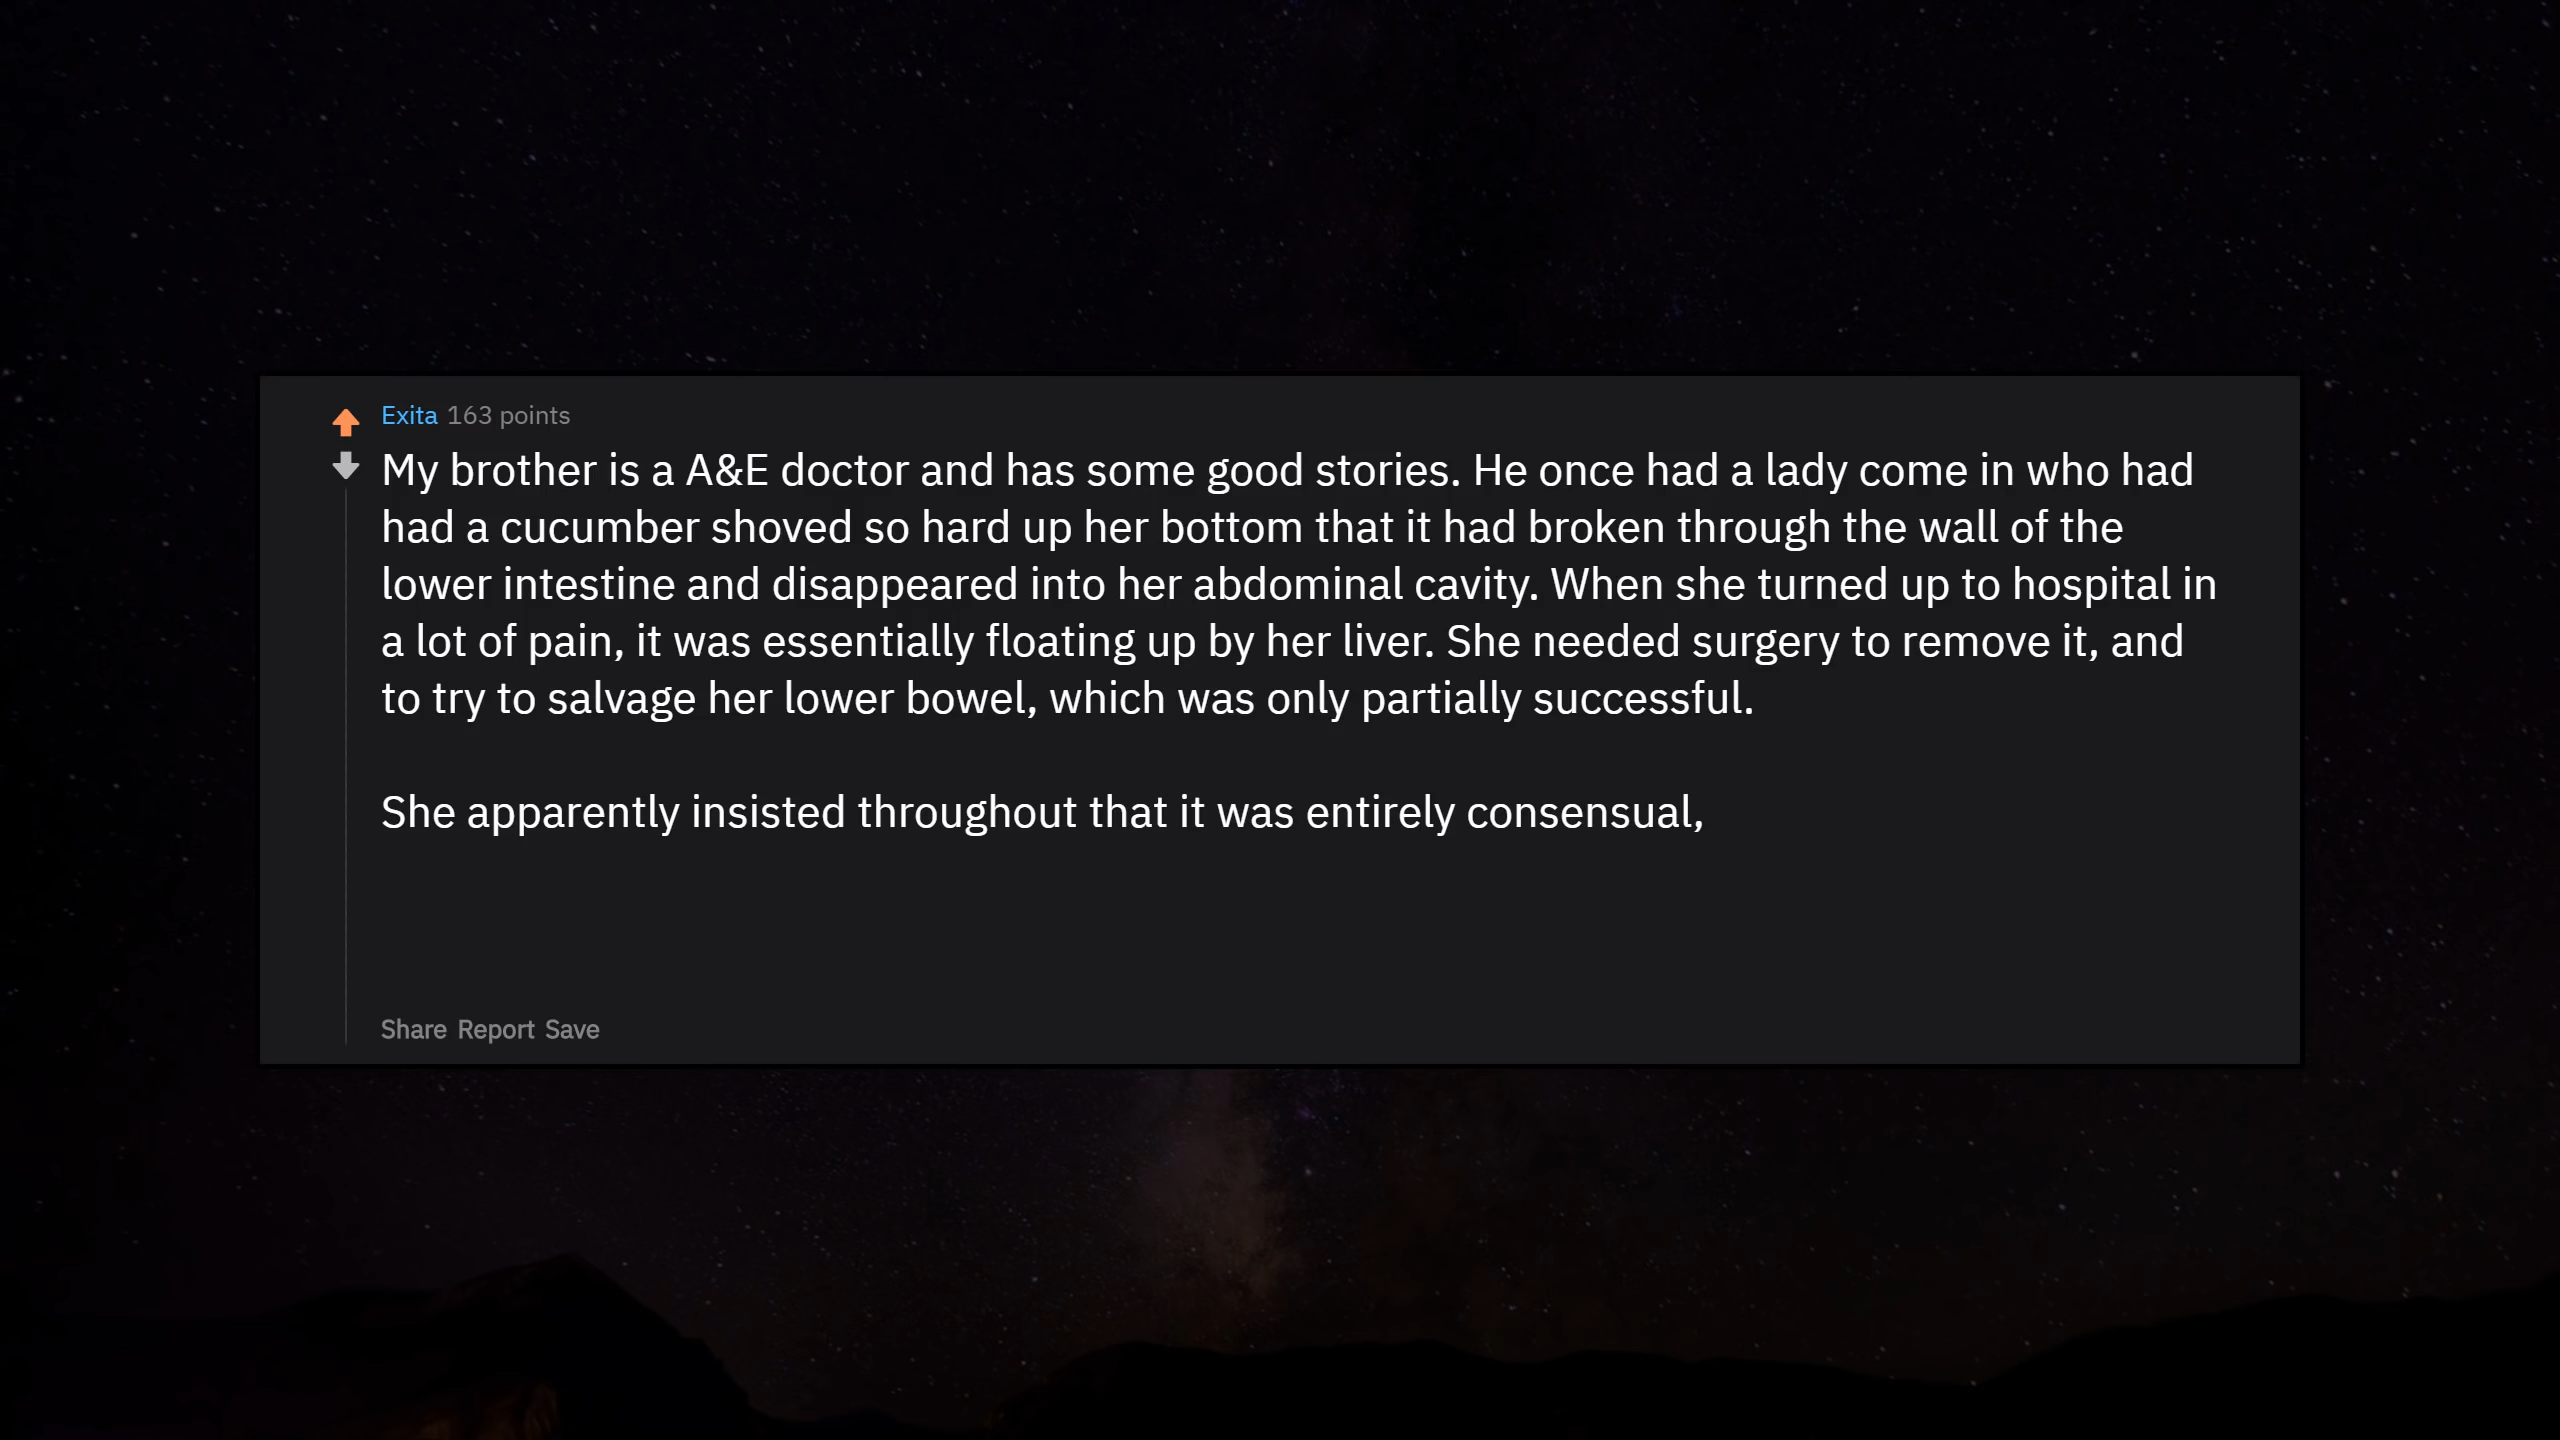 Exita 163 points
My brother is a A&E doctor and has some good stories. He once had a lady come in who had
had a cucumber shoved so hard up her bottom that it had broken through the wall of the
lower intestine and disappeared into her abdominal cavity. When she turned up to hospital in
a lot of pain, it was essentially floating up by her liver. She needed surgery to remove it, and
to try to salvage her lower bowel, which was only partially successful.
She apparently insisted throughout that it was entirely consensual,
Share Report Save